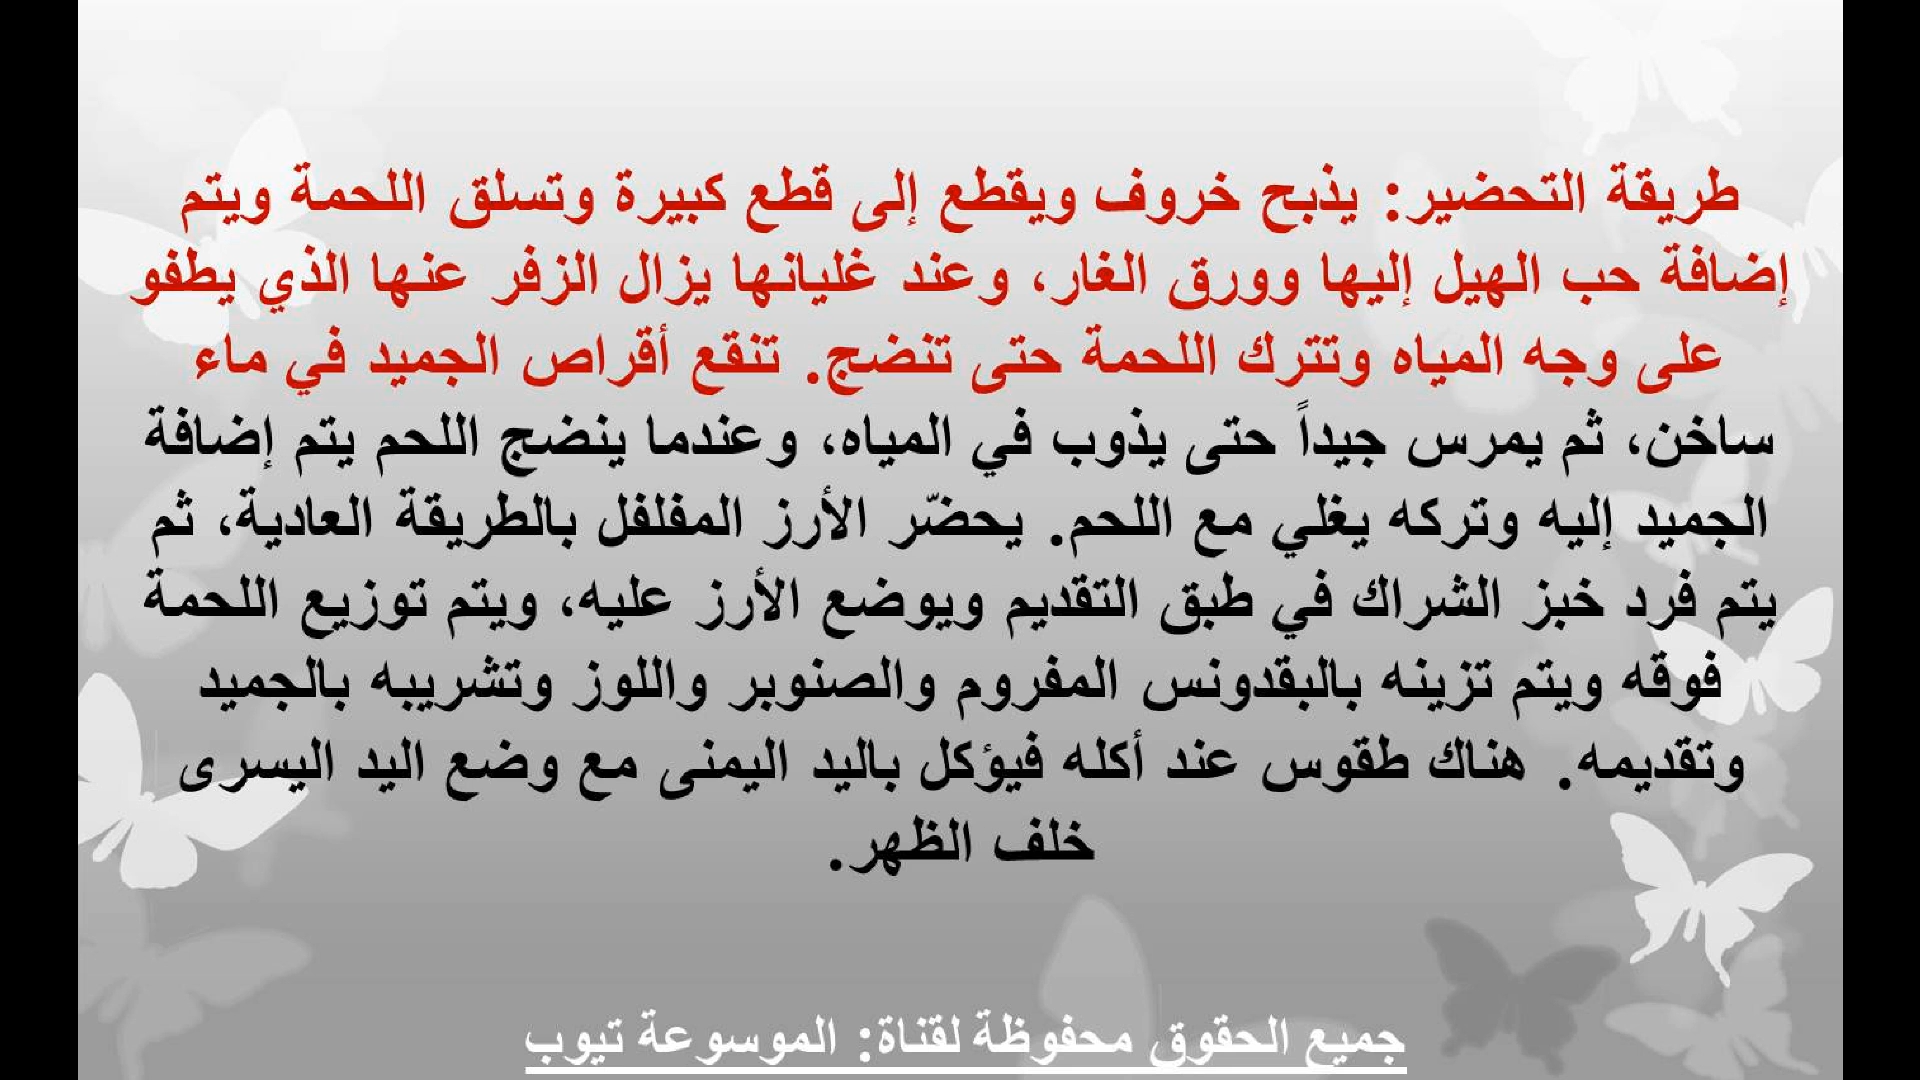 طريقة التحضير: يذبح خروف ويقطع إلى قطع كبيرة وتسلق اللحمة ويتم
إضافة حب الهيل إليها وورق الغار، وعند غليانها يزال الزفر عنها الذي يطفو
على وجه المياه وتترك اللحمة حتى تنضج. تنقع أقراص الجميد في ماء
ساخن، ثم يمرس جيداً حتى يذوب في المياه، وعندما ينضج اللحم يتم إضافة
الجميد إليه وتركه يغلي مع اللحم. يحضّر الأرز المفلفل بالطريقة العادية، ثم
يتم فرد خبز الشراك في طبق التقديم ويوضع الأرز عليه، ويتم توزيع اللحمة
فوقه ويتم تزينه بالبقدونس المفروم والصنوبر واللوز وتشريبه بالجميد
وتقديمه. هناك طقوس عند أكله فيؤكل باليد اليمنى مع وضع اليد اليسرى
خلف الظهر.
جميع الحقوق محفوظة لقناة: الموسوعة تيوب